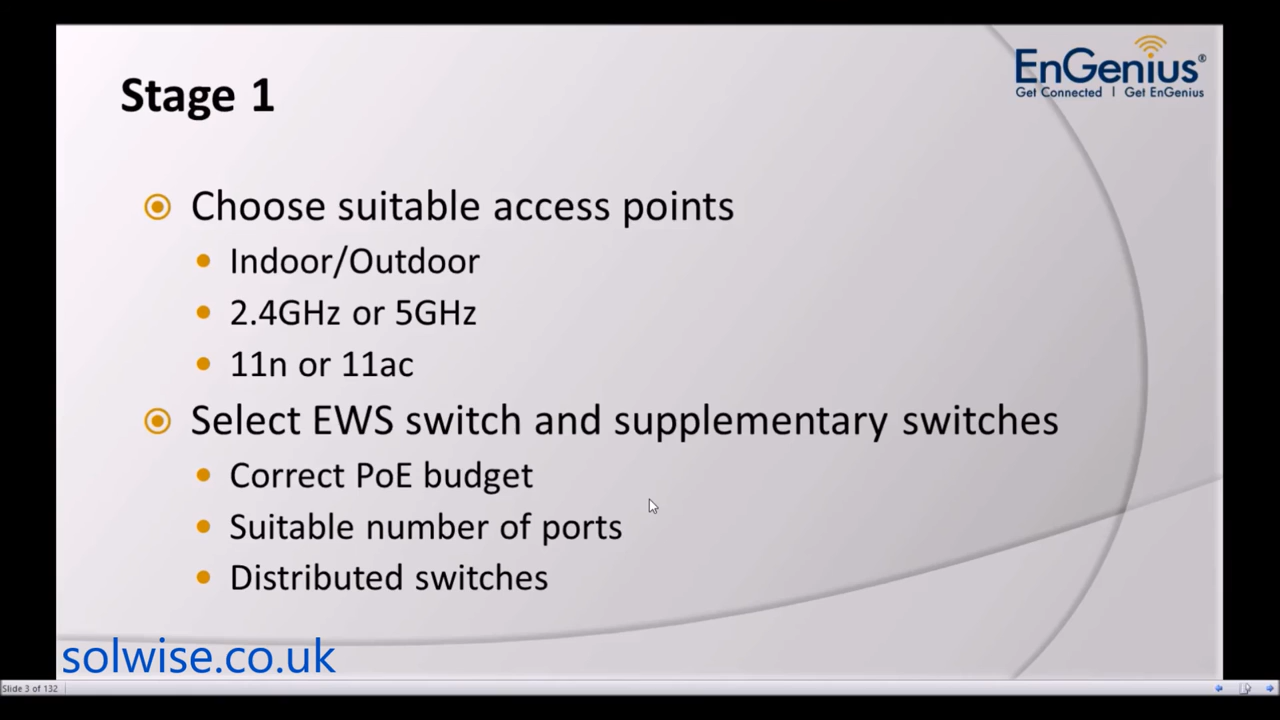 EnGenius®
Get Connected | Get EnGenius
Stage 1
Choose suitable access points
Indoor/Outdoor
2.4GHz or 5GHz
11n or 11ac
Select EWS switch and supplementary switches
Correct PoE budget
Suitable number of ports
Distributed switches
solwise.co.uk
Slide 3 of 132